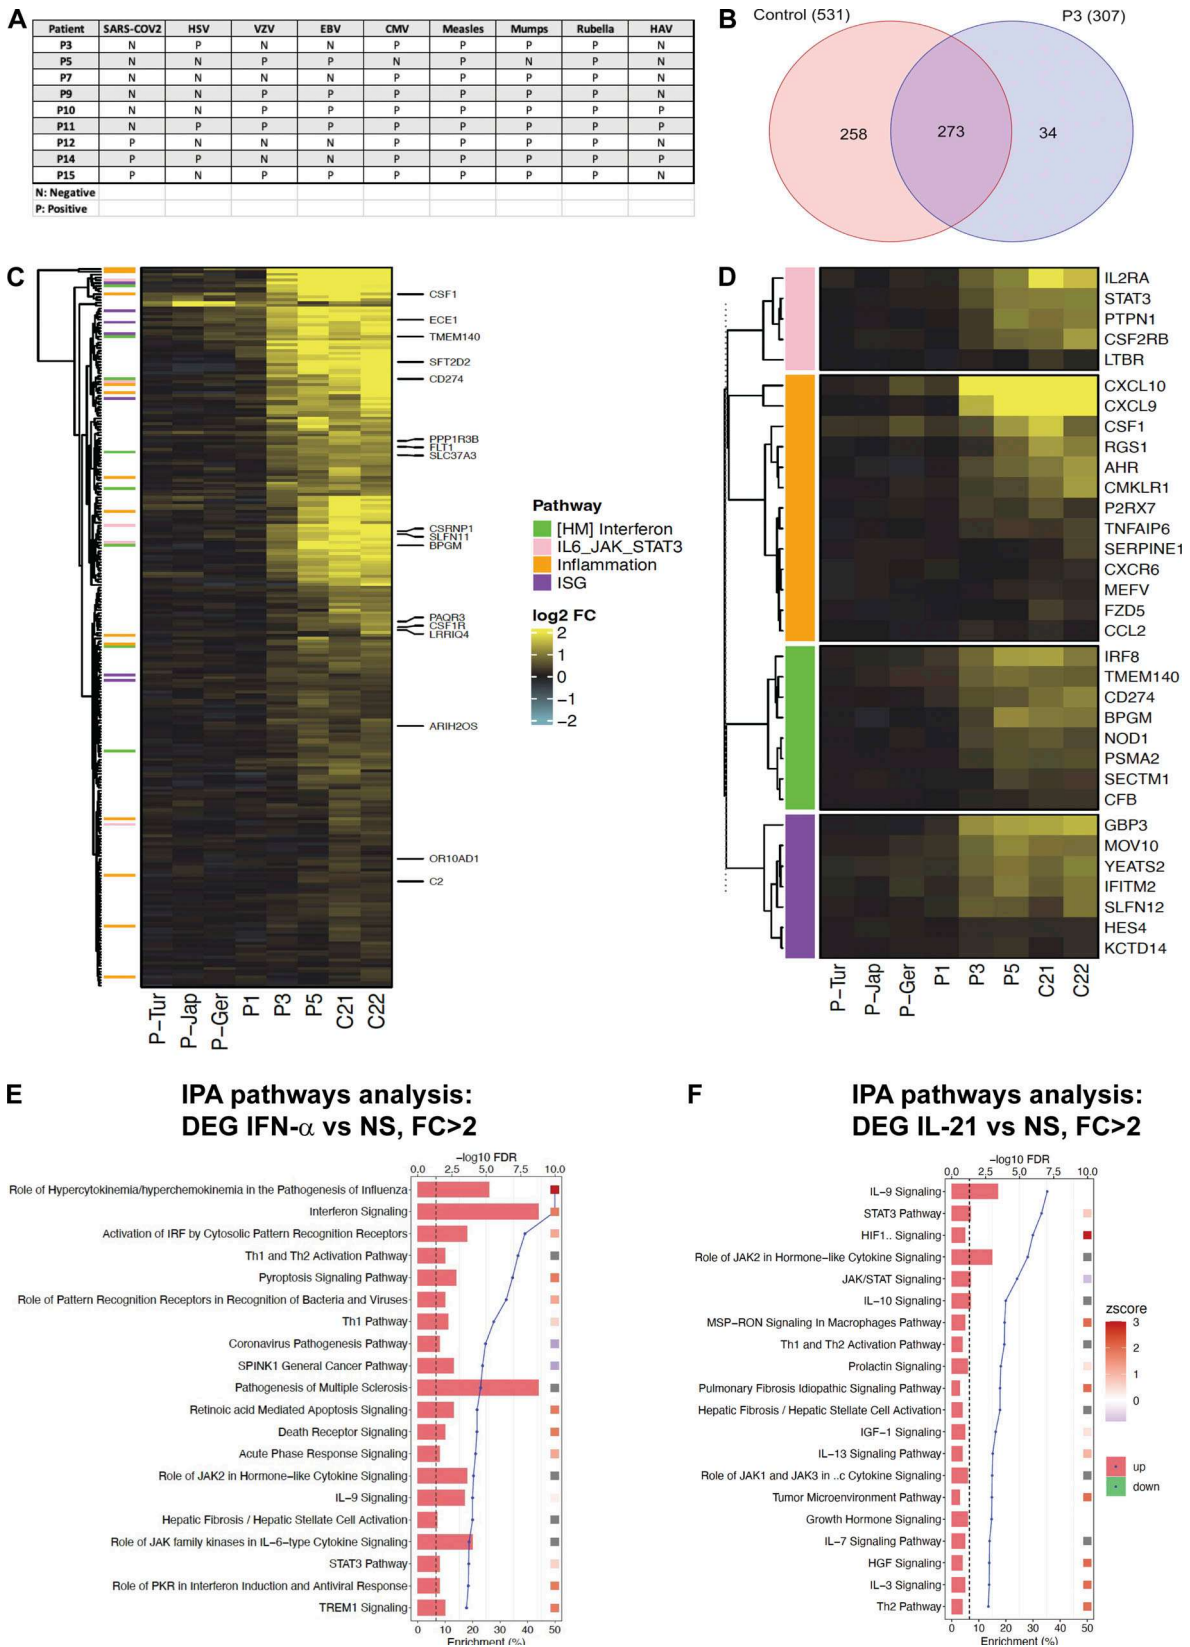 A
Patient SARS-COV2 HSV VZV EBV CMV Measles Mumps Rubella HAV
P3 N P N N P P P P N
P5 N N P P N P N P N
P7 N N N N P P P P N
P9 N N P P P P P P N
P10 N N P P P P P P P
P11 N P P P P P P P P
P12 P N N N P P P P N
P14 P P N N P P P P P
P15 P N P P P P P P N
N: Negative
P: Positive
B
Control (531)
P3 (307)
258
273
34
C
CSF1
ECE1
TMEM140
SFT2D2
CD274
PPP1R3B
FLT1
SLC37A3
CSRNP1
SLFN11
BPGM
PAQR3
CSF1R
LRRIQ4
ARIH2OS
OR10AD1
C2
P-Tur P-Jap P-Ger P1 P3 P5 C21 C22
Pathway
[HM] Interferon
IL6_JAK_STAT3
Inflammation
ISG
log2 FC
2
1
0
-1
-2
D
IL2RA
STAT3
PTPN1
CSF2RB
LTBR
CXCL10
CXCL9
CSF1
RGS1
AHR
CMKLR1
P2RX7
TNFAIP6
SERPINE1
CXCR6
MEFV
FZD5
CCL2
IRF8
TMEM140
CD274
BPGM
NOD1
PSMA2
SECTM1
CFB
GBP3
MOV10
YEATS2
IFITM2
SLFN12
HES4
KCTD14
P-Tur P-Jap P-Ger P1 P3 P5 C21 C22
E
IPA pathways analysis:
DEG IFN-α vs NS, FC>2
-log10 FDR
0.0 2.5 5.0 7.5 10.0
Role of Hypercytokinemia/hyperchemokinemia in the Pathogenesis of Influenza
Interferon Signaling
Activation of IRF by Cytosolic Pattern Recognition Receptors
Th1 and Th2 Activation Pathway
Pyroptosis Signaling Pathway
Role of Pattern Recognition Receptors in Recognition of Bacteria and Viruses
Th1 Pathway
Coronavirus Pathogenesis Pathway
SPINK1 General Cancer Pathway
Pathogenesis of Multiple Sclerosis
Retinoic acid Mediated Apoptosis Signaling
Death Receptor Signaling
Acute Phase Response Signaling
Role of JAK2 in Hormone-like Cytokine Signaling
IL-9 Signaling
Hepatic Fibrosis / Hepatic Stellate Cell Activation
Role of JAK family kinases in IL-6-type Cytokine Signaling
STAT3 Pathway
Role of PKR in Interferon Induction and Antiviral Response
TREM1 Signaling
0 10 20 30 40 50
Enrichment (%)
F
IPA pathways analysis:
DEG IL-21 vs NS, FC>2
-log10 FDR
0.0 2.5 5.0 7.5 10.0
IL-9 Signaling
STAT3 Pathway
HIF1.. Signaling
Role of JAK2 in Hormone-like Cytokine Signaling
JAK/STAT Signaling
IL-10 Signaling
MSP-RON Signaling In Macrophages Pathway
Th1 and Th2 Activation Pathway
Prolactin Signaling
Pulmonary Fibrosis Idiopathic Signaling Pathway
Hepatic Fibrosis / Hepatic Stellate Cell Activation
IGF-1 Signaling
IL-13 Signaling Pathway
Role of JAK1 and JAK3 in ..c Cytokine Signaling
Tumor Microenvironment Pathway
Growth Hormone Signaling
IL-7 Signaling Pathway
HGF Signaling
IL-3 Signaling
Th2 Pathway
0 10 20 30 40 50
Enrichment (%)
zscore
3
2
1
0
up
down